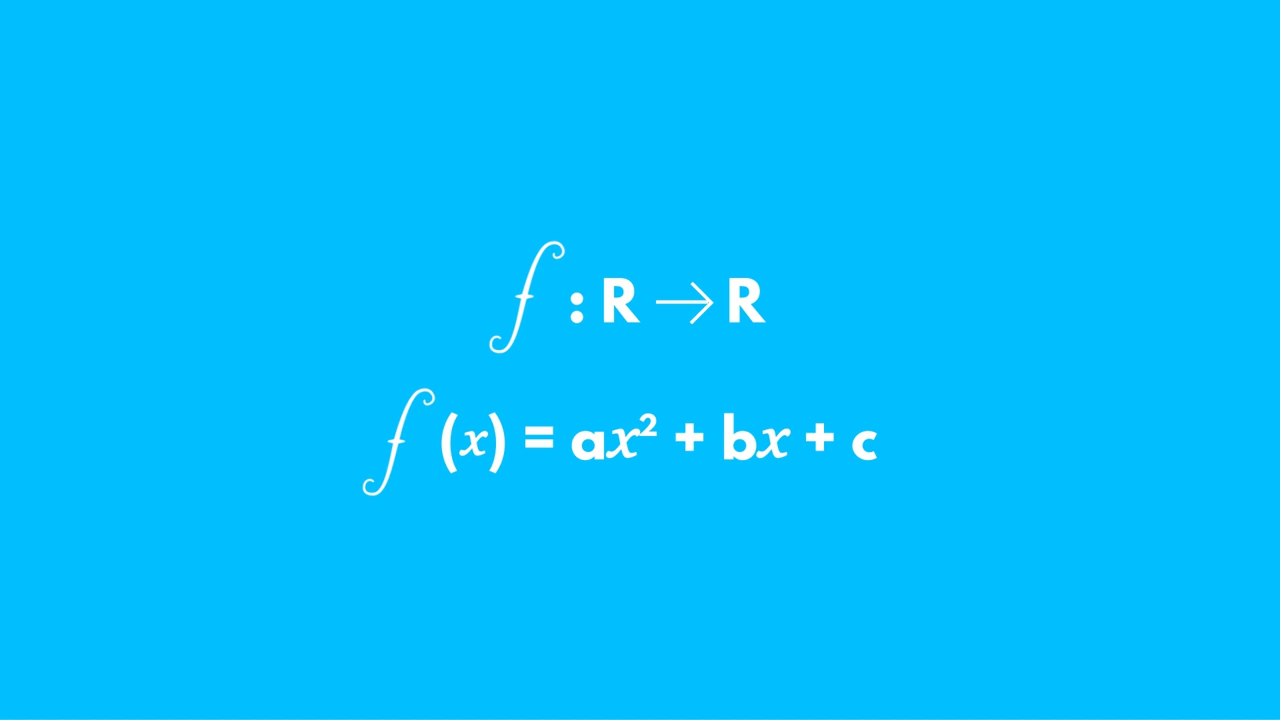 f : R → R
f (x) = ax² + bx + c